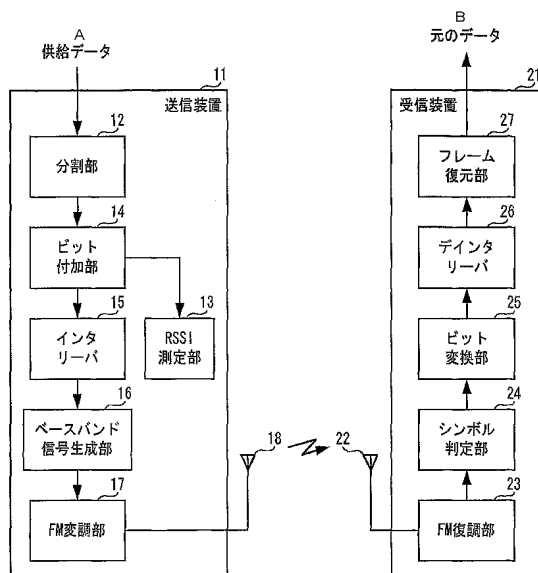 A
供給データ
11
送信装置
12
分割部
14
ビット
付加部
15
インタ
リーバ
13
RSSI
測定部
16
ベースバンド
信号生成部
17
FM変調部
18
B
元のデータ
21
受信装置
27
フレーム
復元部
26
デインタ
リーバ
25
ビット
変換部
24
シンボル
判定部
22
23
FM復調部